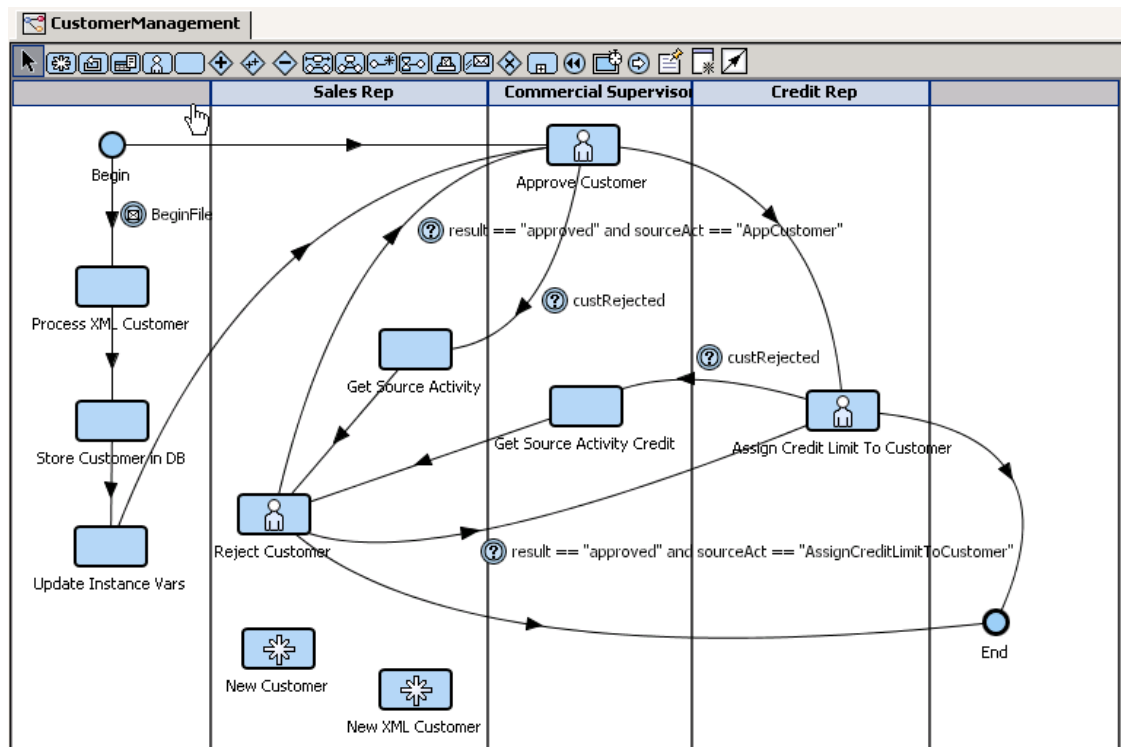 CustomerManagement
Sales Rep
Commercial Supervisor
Credit Rep
Begin
Approve Customer
BeginFile
result == "approved" and sourceAct == "AppCustomer"
custRejected
Process XML Customer
custRejected
Get Source Activity
Get Source Activity Credit
Assign Credit Limit To Customer
Store Customer in DB
Reject Customer
result == "approved" and sourceAct == "AssignCreditLimitToCustomer"
Update Instance Vars
End
New Customer
New XML Customer